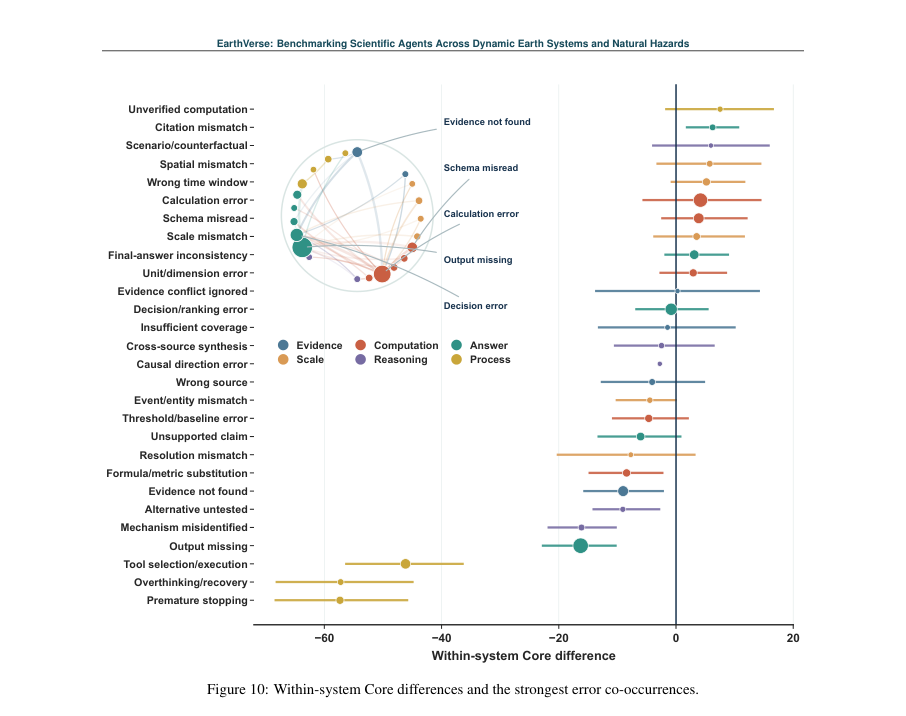 EarthVerse: Benchmarking Scientific Agents Across Dynamic Earth Systems and Natural Hazards
Unverified computation
Citation mismatch
Scenario/counterfactual
Spatial mismatch
Wrong time window
Calculation error
Schema misread
Scale mismatch
Final-answer inconsistency
Unit/dimension error
Evidence conflict ignored
Decision/ranking error
Insufficient coverage
Cross-source synthesis
Causal direction error
Wrong source
Event/entity mismatch
Threshold/baseline error
Unsupported claim
Resolution mismatch
Formula/metric substitution
Evidence not found
Alternative untested
Mechanism misidentified
Output missing
Tool selection/execution
Overthinking/recovery
Premature stopping
Evidence not found
Schema misread
Calculation error
Output missing
Decision error
Evidence Computation Answer
Scale Reasoning Process
−60 −40 −20 0 20
Within-system Core difference
Figure 10: Within-system Core differences and the strongest error co-occurrences.